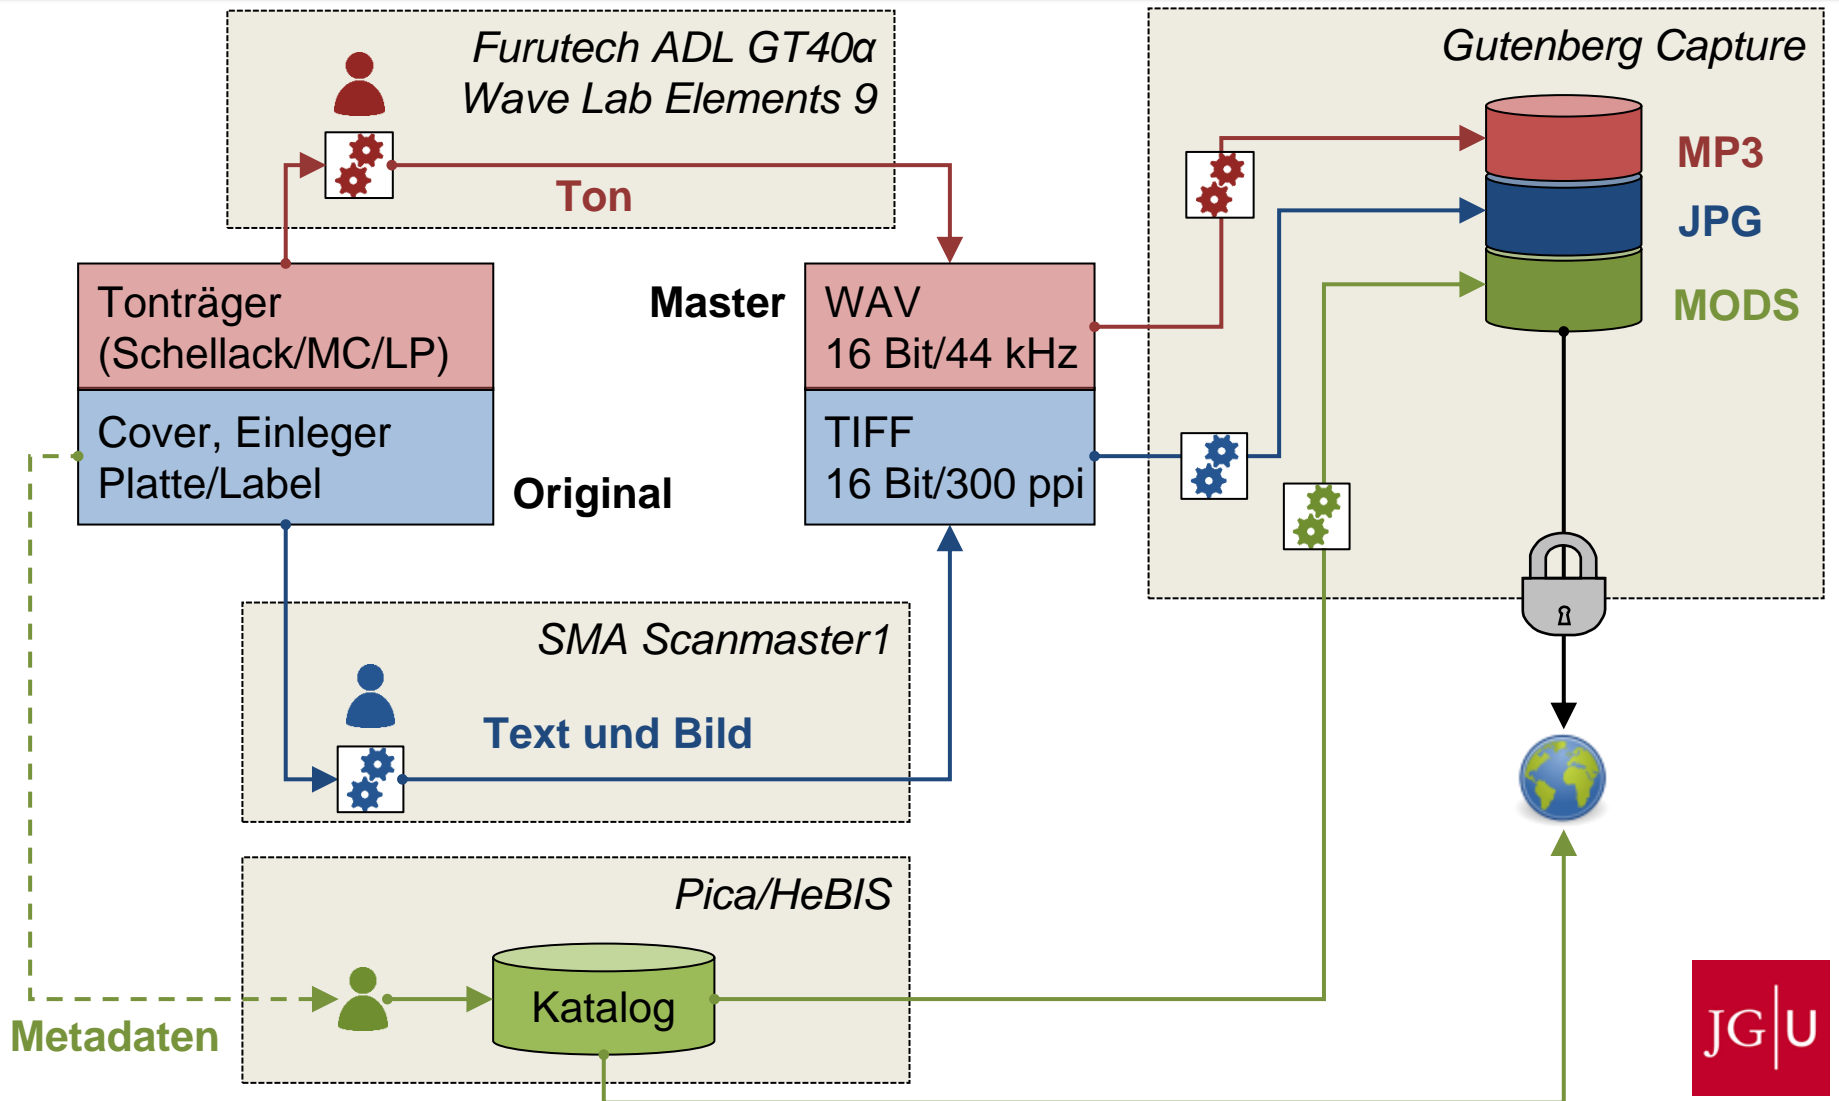 Furutech ADL GT40α
Wave Lab Elements 9
Ton
Gutenberg Capture
MP3
JPG
MODS
Tonträger
(Schellack/MC/LP)
Cover, Einleger
Platte/Label
Original
Master
WAV
16 Bit/44 kHz
TIFF
16 Bit/300 ppi
SMA Scanmaster1
Text und Bild
Pica/HeBIS
Katalog
Metadaten
JG|U